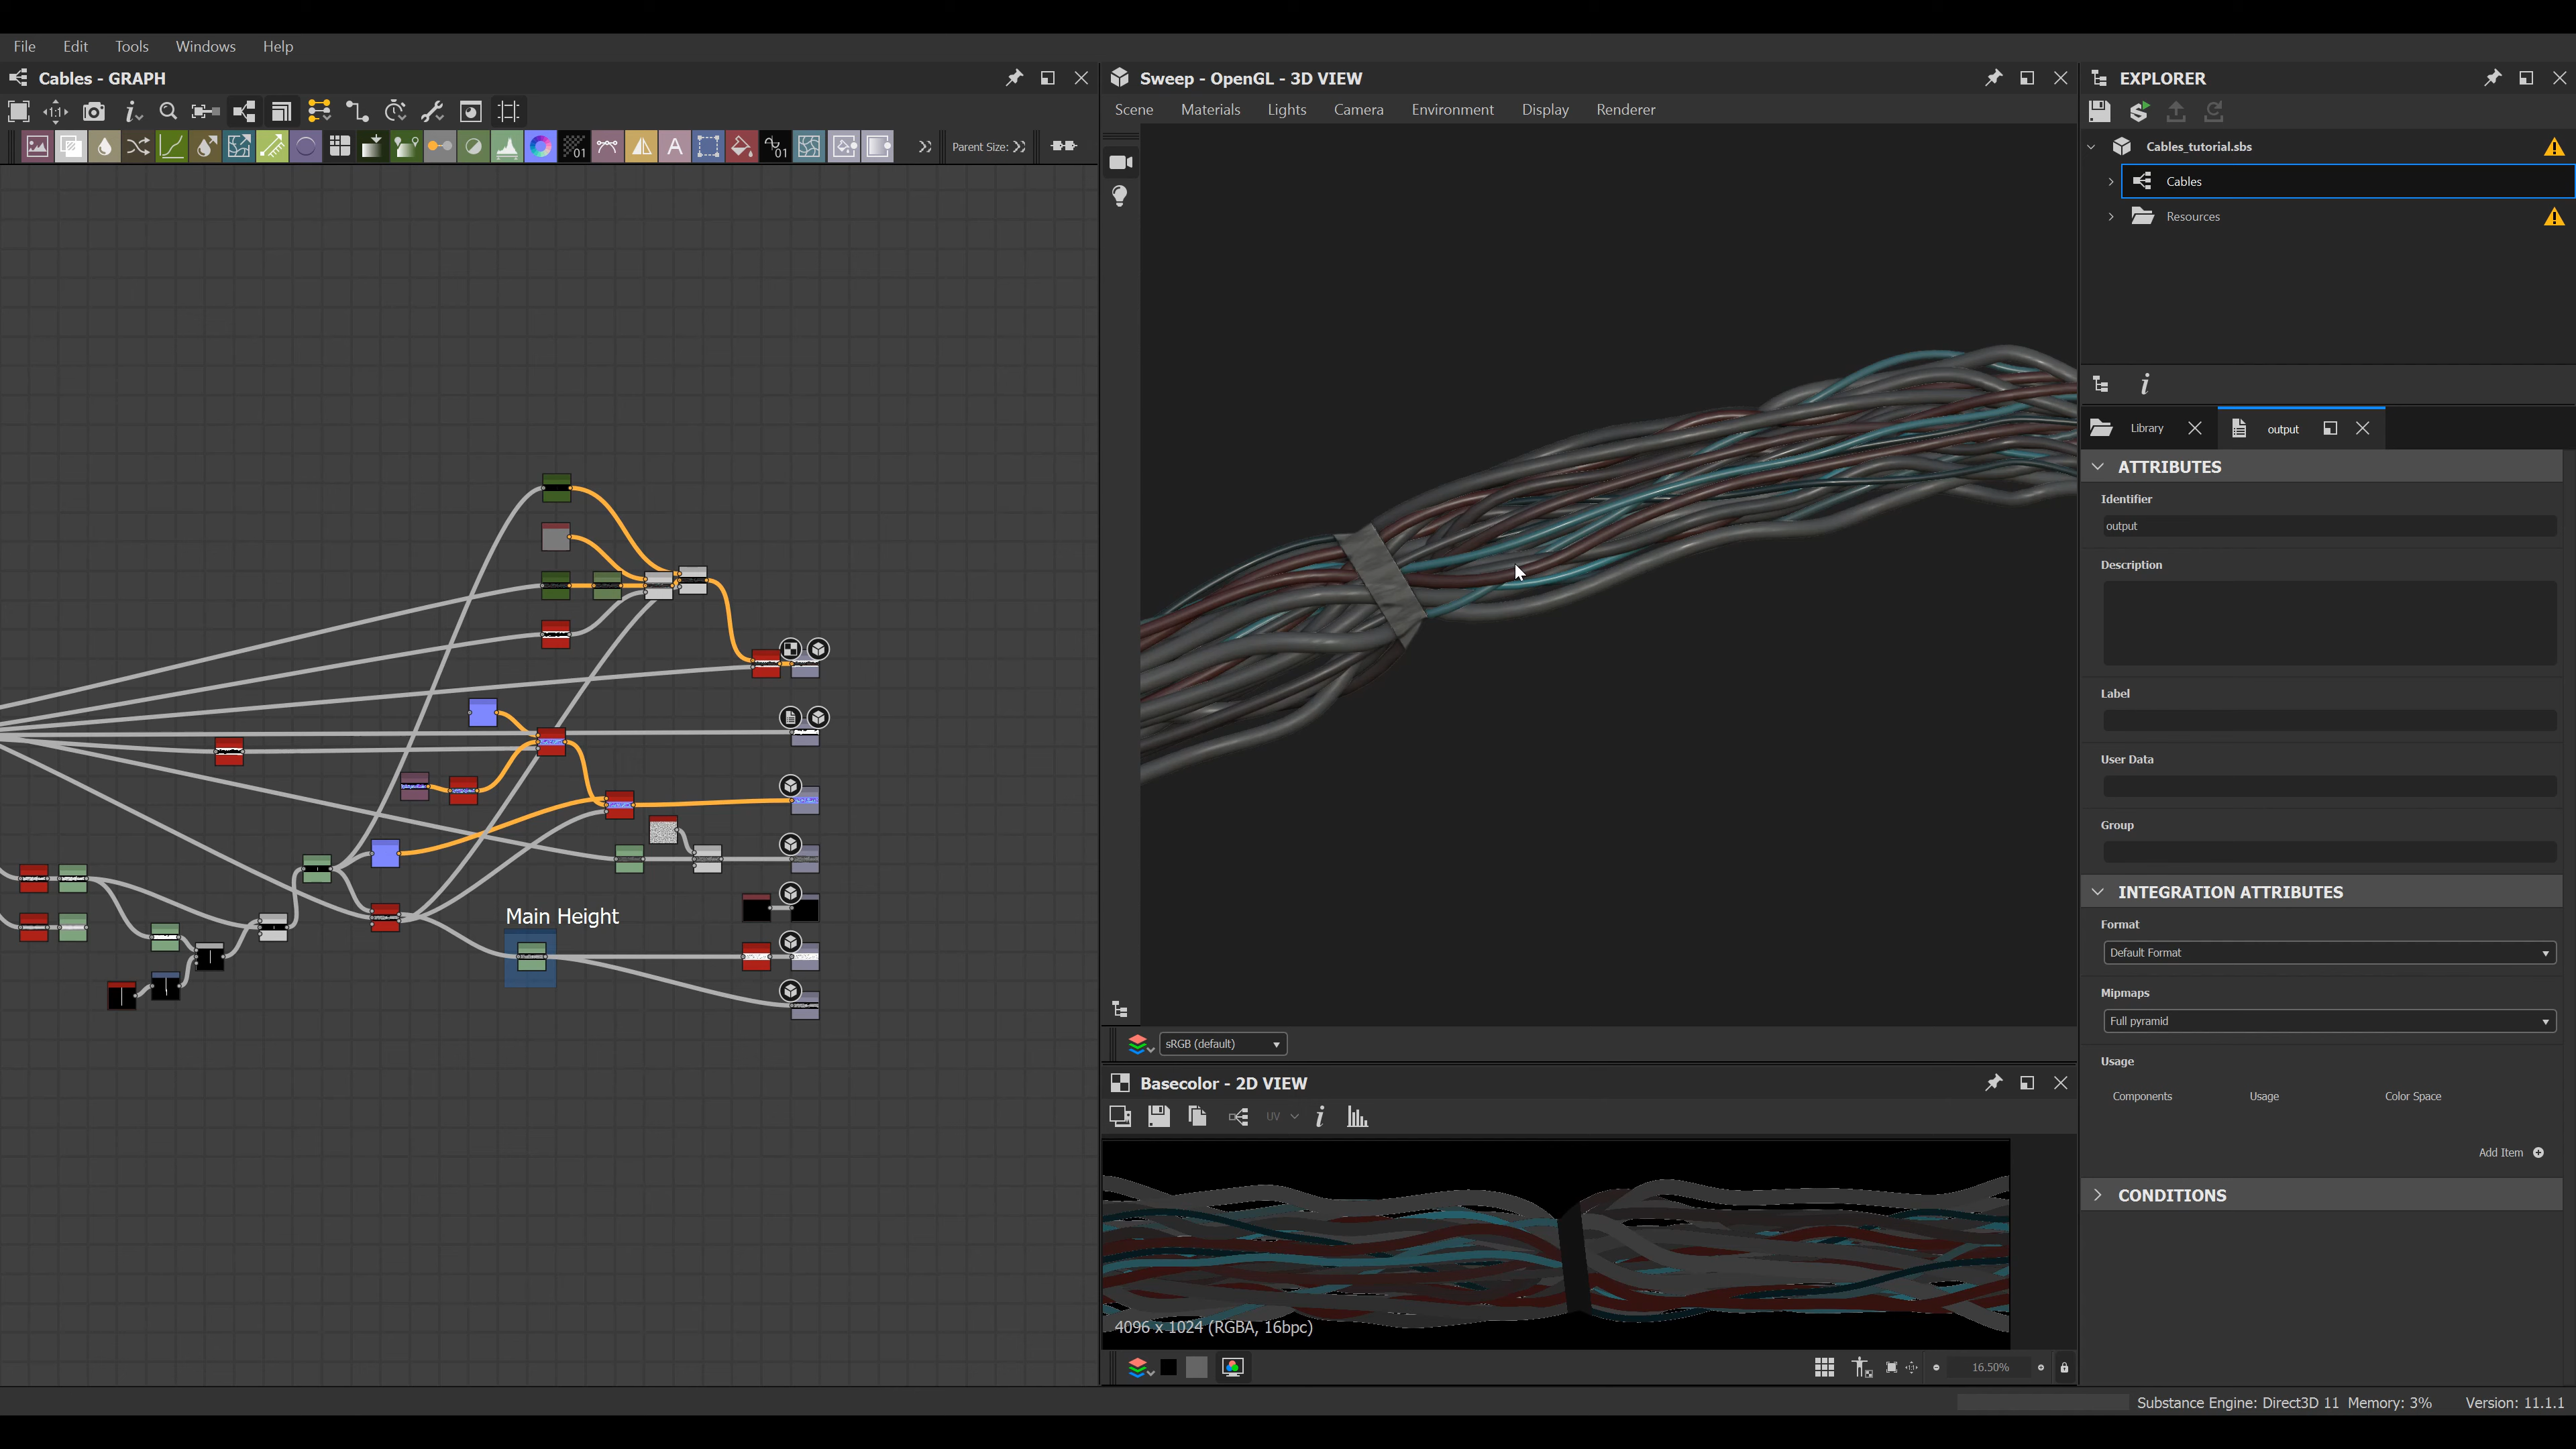 File Edit Tools Windows Help
Cables - GRAPH
Parent Size:
01
A
01
Main Height
Sweep - OpenGL - 3D VIEW
Scene Materials Lights Camera Environment Display Renderer
sRGB (default)
Basecolor - 2D VIEW
UV
4096 x 1024 (RGBA, 16bpc)
16.50%
EXPLORER
Cables_tutorial.sbs
Cables
Resources
Library
output
ATTRIBUTES
Identifier
output
Description
Label
User Data
Group
INTEGRATION ATTRIBUTES
Format
Default Format
Mipmaps
Full pyramid
Usage
Components Usage Color Space
Add Item
CONDITIONS
Substance Engine: Direct3D 11 Memory: 3% Version: 11.1.1